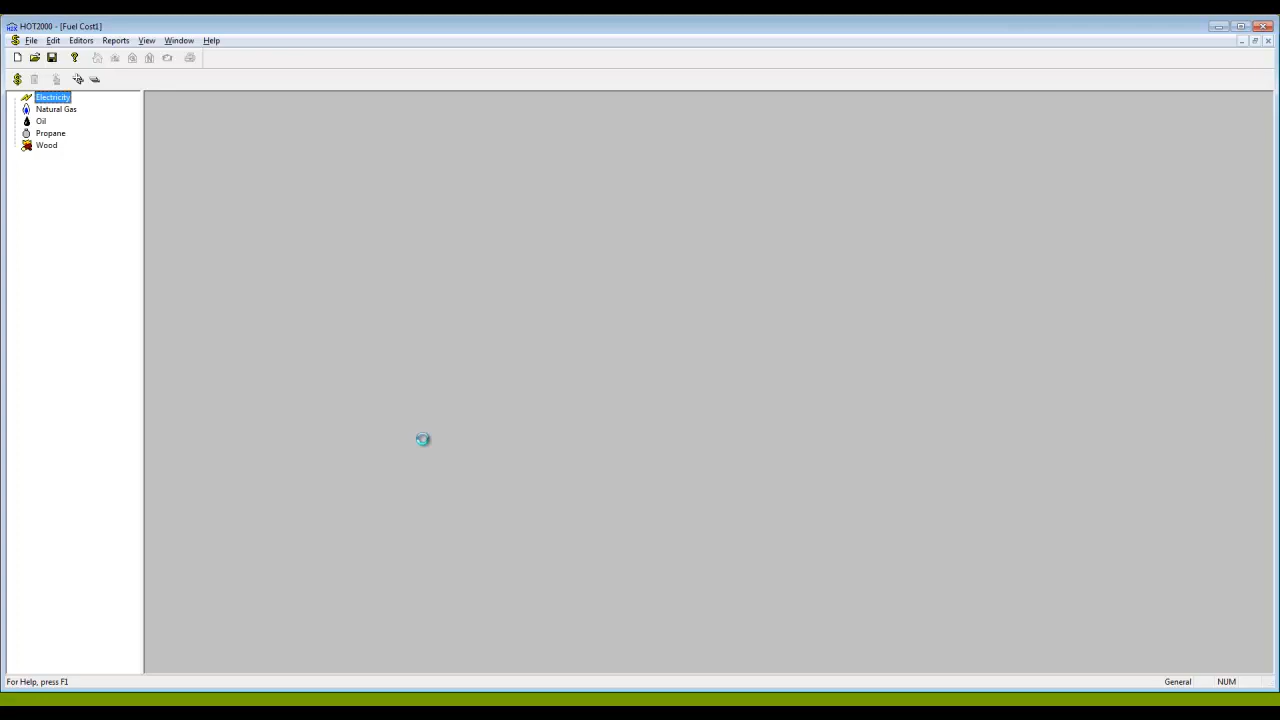 HOT2000 - [Fuel Cost1]
File Edit Editors Reports View Window Help
Electricity
Natural Gas
Oil
Propane
Wood
For Help, press F1 General NUM